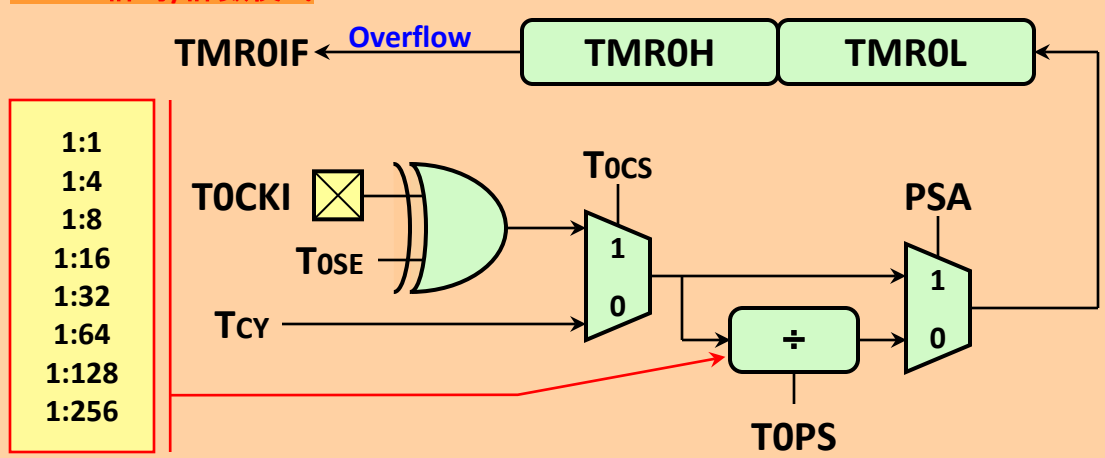 TMR0IF
Overflow
TMR0H
TMR0L
1:1
1:4
1:8
1:16
1:32
1:64
1:128
1:256
T0CKI
T0SE
TCY
T0CS
1
0
PSA
1
0
÷
T0PS